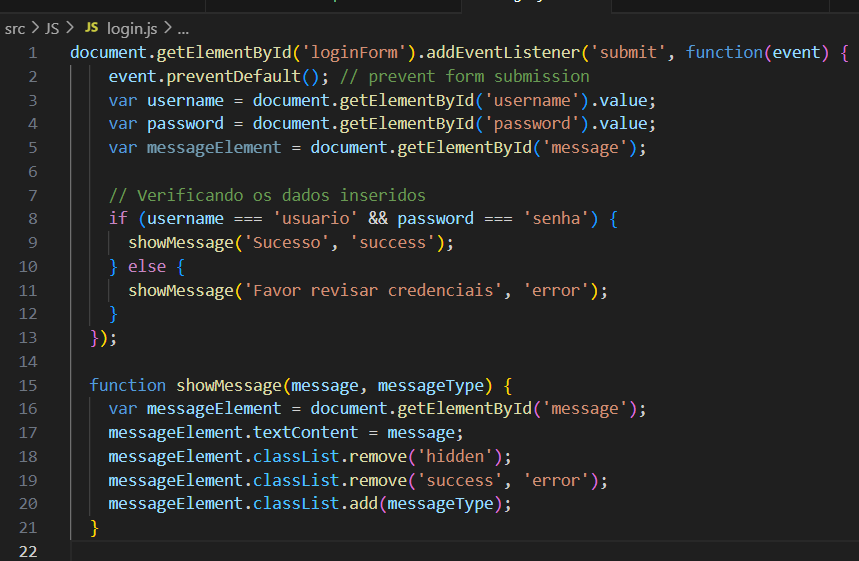 src > JS > JS login.js > ...
1 document.getElementById('loginForm').addEventListener('submit', function(event) {
2 event.preventDefault(); // prevent form submission
3 var username = document.getElementById('username').value;
4 var password = document.getElementById('password').value;
5 var messageElement = document.getElementById('message');
6
7 // Verificando os dados inseridos
8 if (username === 'usuario' && password === 'senha') {
9 showMessage('Sucesso', 'success');
10 } else {
11 showMessage('Favor revisar credenciais', 'error');
12 }
13 });
14
15 function showMessage(message, messageType) {
16 var messageElement = document.getElementById('message');
17 messageElement.textContent = message;
18 messageElement.classList.remove('hidden');
19 messageElement.classList.remove('success', 'error');
20 messageElement.classList.add(messageType);
21 }
22